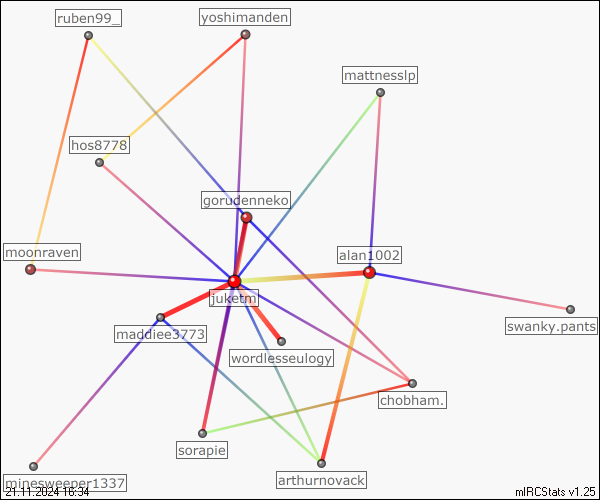 ruben99_
yoshimanden
mattnesslp
hos8778
gorudenneko
moonraven
alan1002
juketm
swanky.pants
maddiee3773
wordlesseulogy
chobham.
sorapie
arthurnovack
minesweeper1337
21.11.2024 16:34
mIRCStats v1.25